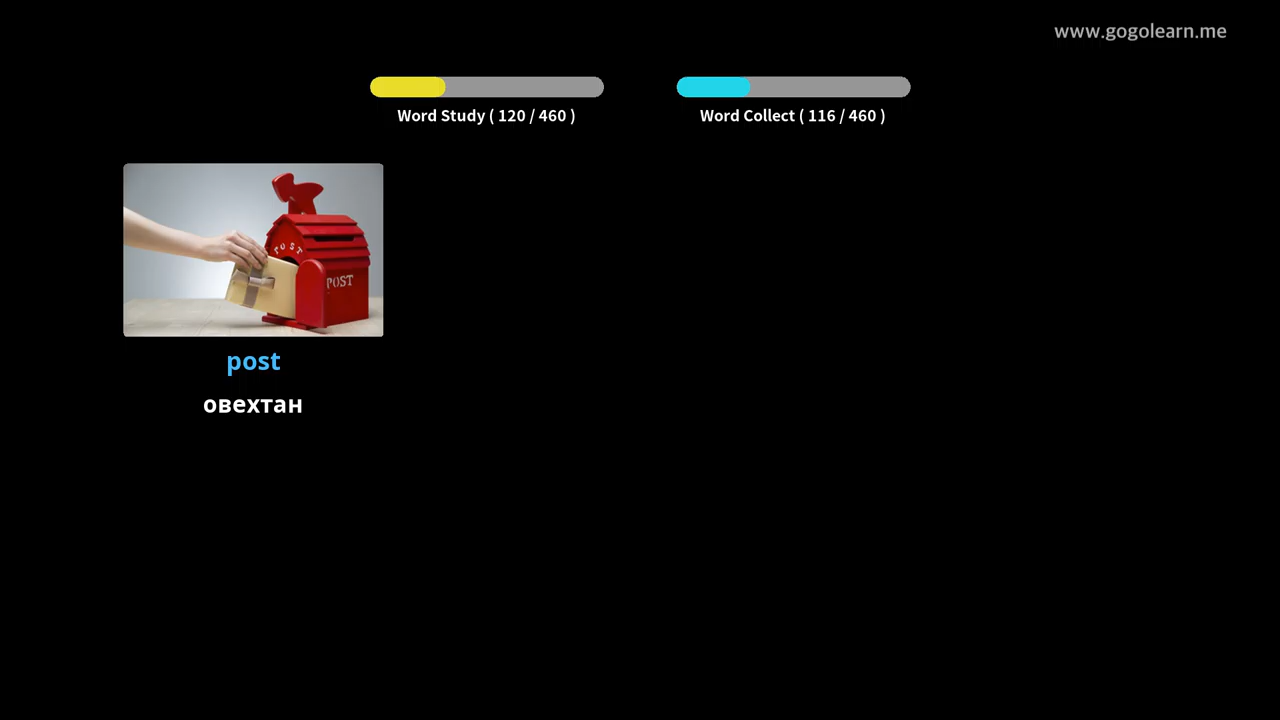 www.gogolearn.me
Word Study ( 120 / 460 )
Word Collect ( 116 / 460 )
POST
POST
post
овехтан